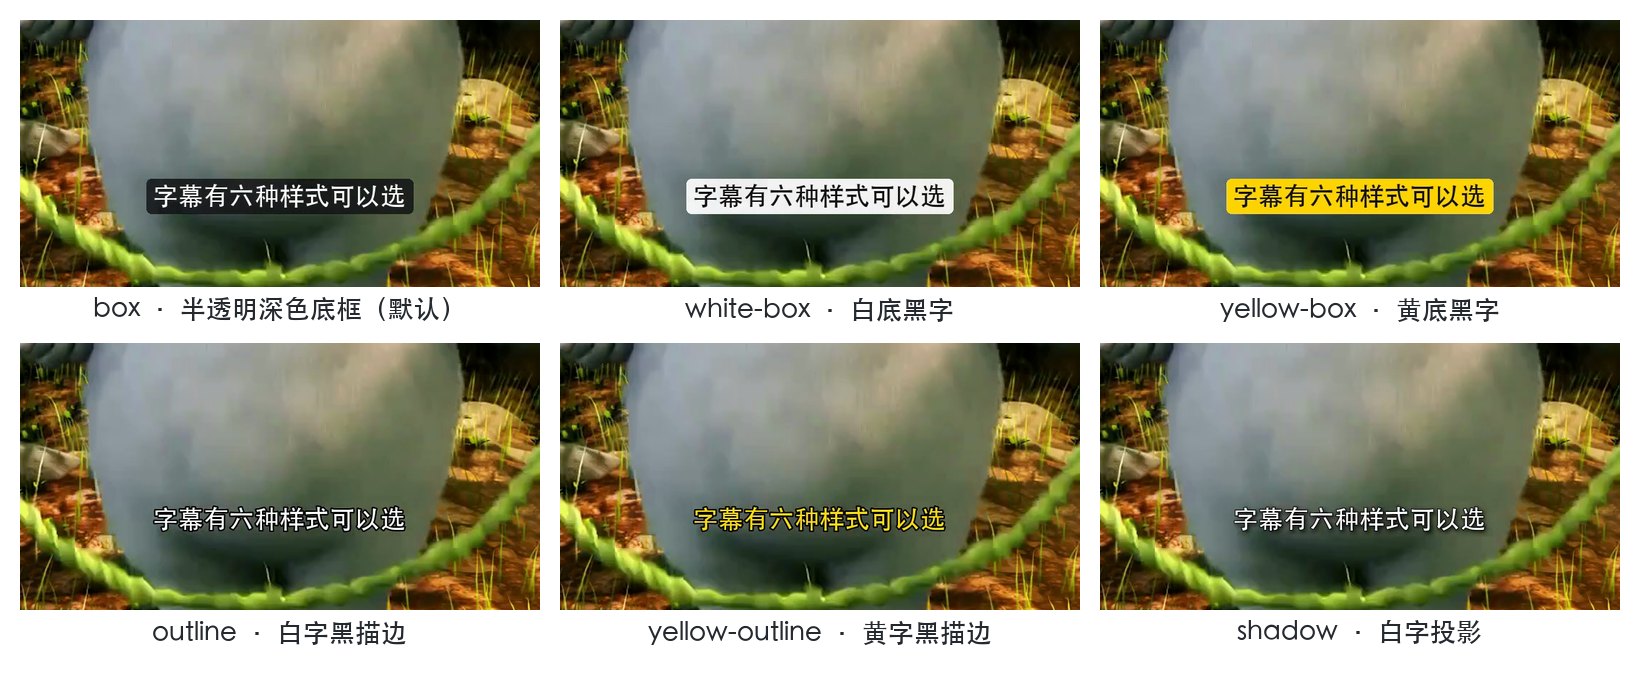 字幕有六种样式可以选
字幕有六种样式可以选
字幕有六种样式可以选
box · 半透明深色底框（默认）
white-box · 白底黑字
yellow-box · 黄底黑字
字幕有六种样式可以选
字幕有六种样式可以选
字幕有六种样式可以选
outline · 白字黑描边
yellow-outline · 黄字黑描边
shadow · 白字投影